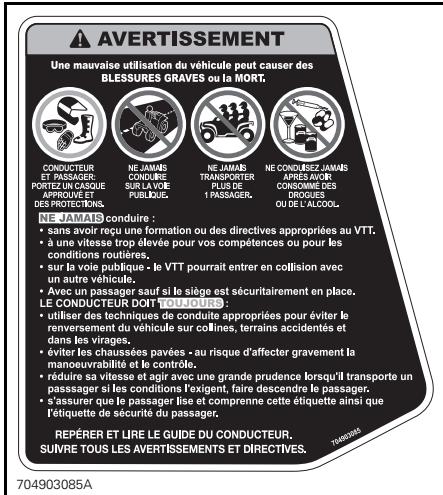 AVERTISSEMENT
Une mauvaise utilisation du véhicule peut causer des
BLESSURES GRAVES ou la MORT.
CONDUCTEUR
ET PASSAGER:
PORTEZ UN CASQUE
APPROUVÉ ET
DES PROTECTIONS.
NE JAMAIS
CONDUIRE
SUR LA VOIE
PUBLIQUE.
NE JAMAIS
TRANSPORTER
PLUS DE
1 PASSAGER.
NE CONDUISEZ JAMAIS
APRÈS AVOIR
CONSOMMÉ DES
DROGUES
OU DE L'ALCOOL.
NE JAMAIS conduire :
• sans avoir reçu une formation ou des directives appropriées au VTT.
• à une vitesse trop élevée pour vos compétences ou pour les
conditions routières.
• sur la voie publique - le VTT pourrait entrer en collision avec
un autre véhicule.
• Avec un passager sauf si le siège est sécuritairement en place.
LE CONDUCTEUR DOIT TOUJOURS :
• utiliser des techniques de conduite appropriées pour éviter le
renversement du véhicule sur collines, terrains accidentés et
dans les virages.
• éviter les chaussées pavées - au risque d'affecter gravement la
manoeuvrabilité et le contrôle.
• réduire sa vitesse et agir avec une grande prudence lorsqu'il transporte un
passsager si les conditions l'exigent, faire descendre le passager.
• s'assurer que le passager lise et comprenne cette étiquette ainsi que
l'étiquette de sécurité du passager.
REPÉRER ET LIRE LE GUIDE DU CONDUCTEUR.
SUIVRE TOUS LES AVERTISSEMENTS ET DIRECTIVES.
704903085
704903085A